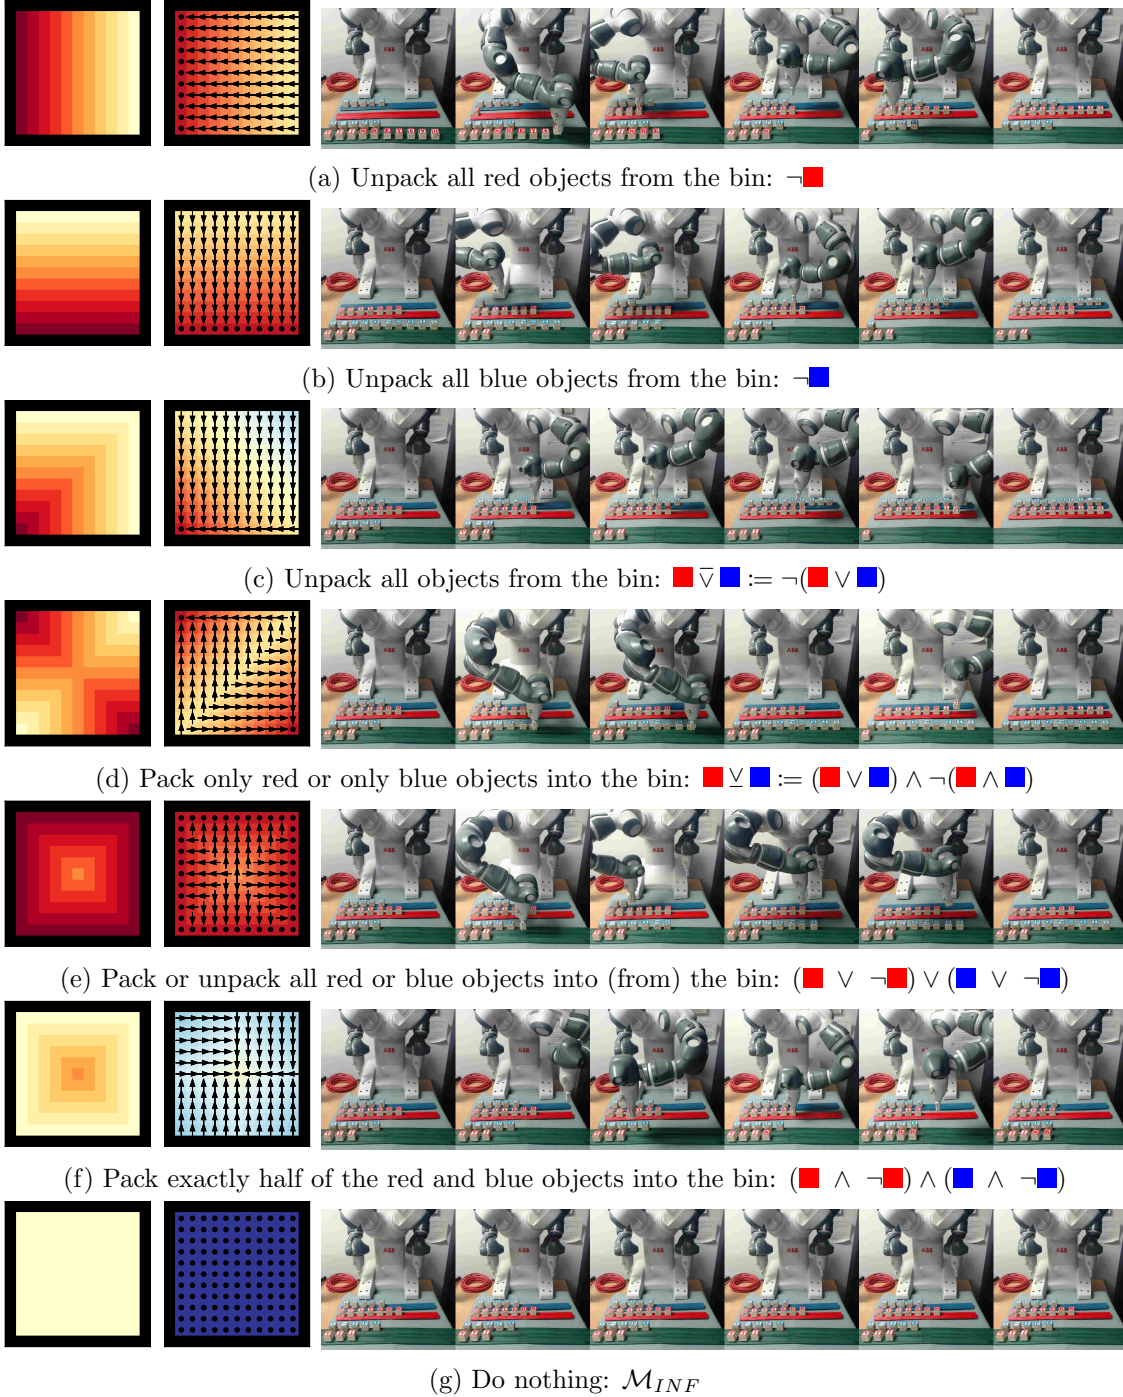 (a) Unpack all red objects from the bin: ¬🟥
(b) Unpack all blue objects from the bin: ¬🟦
(c) Unpack all objects from the bin: 🟥 ⊽ 🟦 := ¬(🟥 ∨ 🟦)
(d) Pack only red or only blue objects into the bin: 🟥 ⊻ 🟦 := (🟥 ∨ 🟦) ∧ ¬(🟥 ∧ 🟦)
(e) Pack or unpack all red or blue objects into (from) the bin: (🟥 ∨ ¬🟥) ∨ (🟦 ∨ ¬🟦)
(f) Pack exactly half of the red and blue objects into the bin: (🟥 ∧ ¬🟥) ∧ (🟦 ∧ ¬🟦)
(g) Do nothing: ℳ_INF